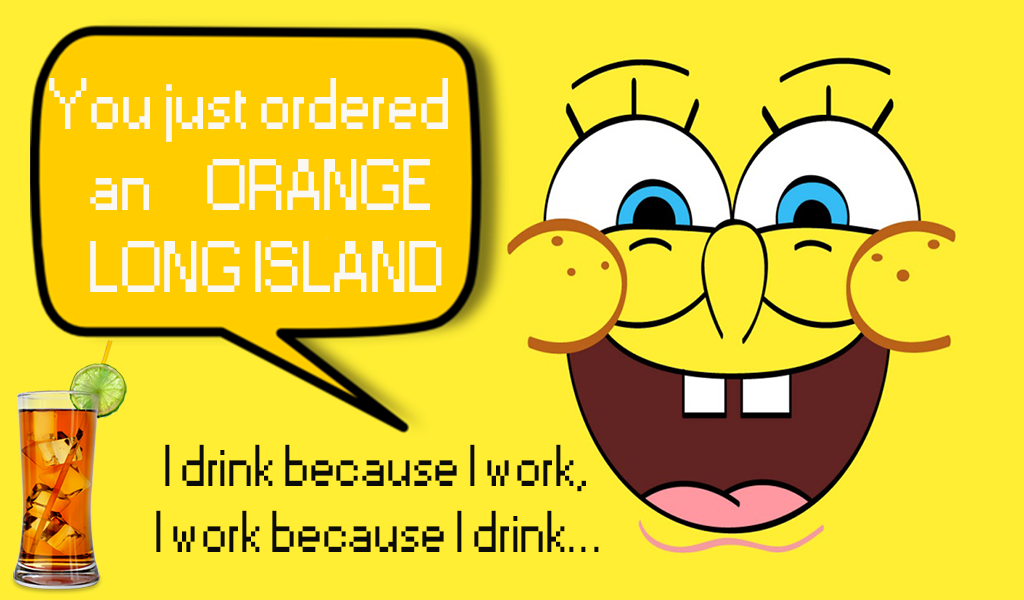 You just ordered
an ORANGE
LONG ISLAND
I drink because I work,
I work because I drink...